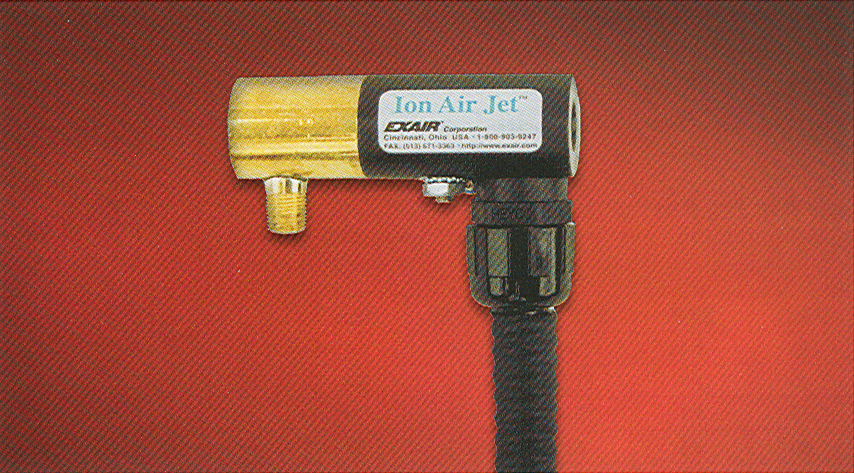 Ion Air Jet™
EXAIR Corporation
Cincinnati, Ohio USA • 1-800-903-9247
FAX: (513) 671-3363 • http://www.exair.com
HEYCO